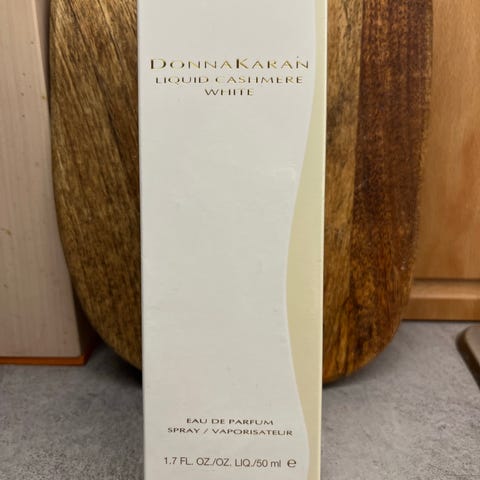 DONNAKARAN
LIQUID CASHMERE
WHITE
EAU DE PARFUM
SPRAY / VAPORISATEUR
1.7 FL. OZ./OZ. LIQ./50 ml ℮